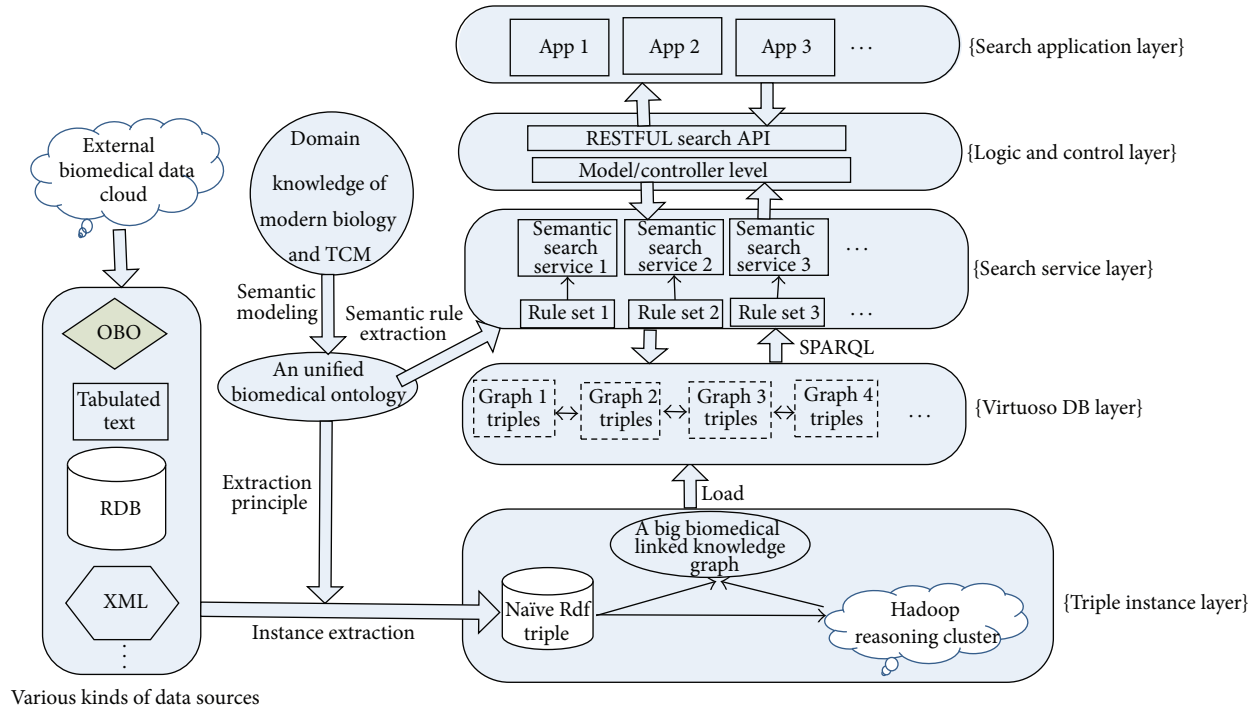 App 1
App 2
App 3
...
{Search application layer}
RESTFUL search API
Model/controller level
{Logic and control layer}
External
biomedical data
cloud
Domain
knowledge of
modern biology
and TCM
Semantic
search
service 1
Semantic
search
service 2
Semantic
search
service 3
...
Rule set 1
Rule set 2
Rule set 3
...
{Search service layer}
Semantic
modeling
Semantic rule
extraction
SPARQL
OBO
Tabulated
text
RDB
XML
...
Various kinds of data sources
An unified
biomedical ontology
Graph 1
triples
Graph 2
triples
Graph 3
triples
Graph 4
triples
...
{Virtuoso DB layer}
Extraction
principle
Load
A big biomedical
linked knowledge
graph
Instance extraction
Naïve Rdf
triple
Hadoop
reasoning cluster
{Triple instance layer}